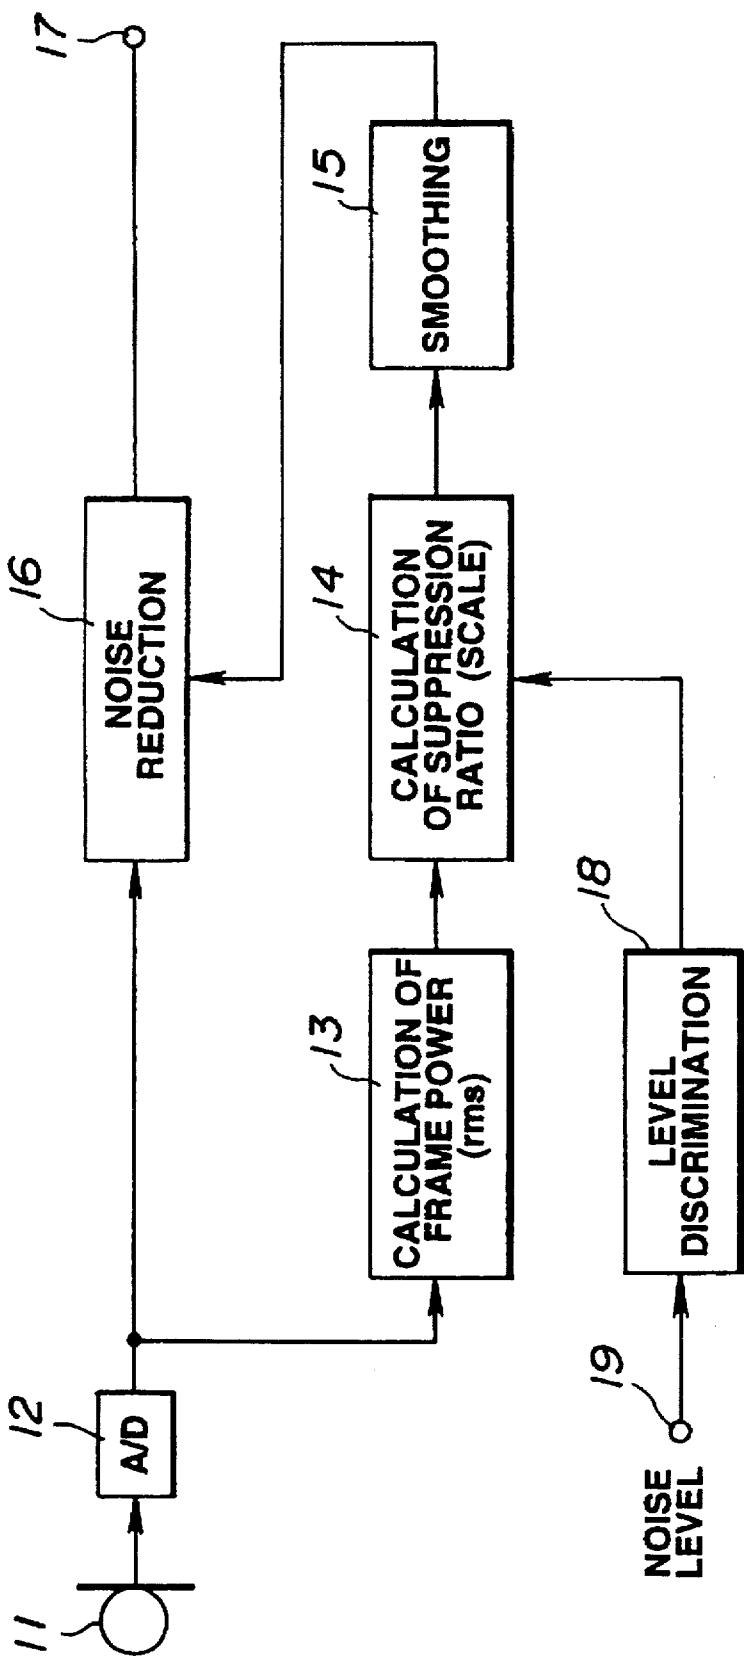 11
12
A/D
16
NOISE
REDUCTION
17
13
CALCULATION OF
FRAME POWER
(rms)
14
CALCULATION
OF SUPPRESSION
RATIO (SCALE)
15
SMOOTHING
NOISE
LEVEL
19
18
LEVEL
DISCRIMINATION